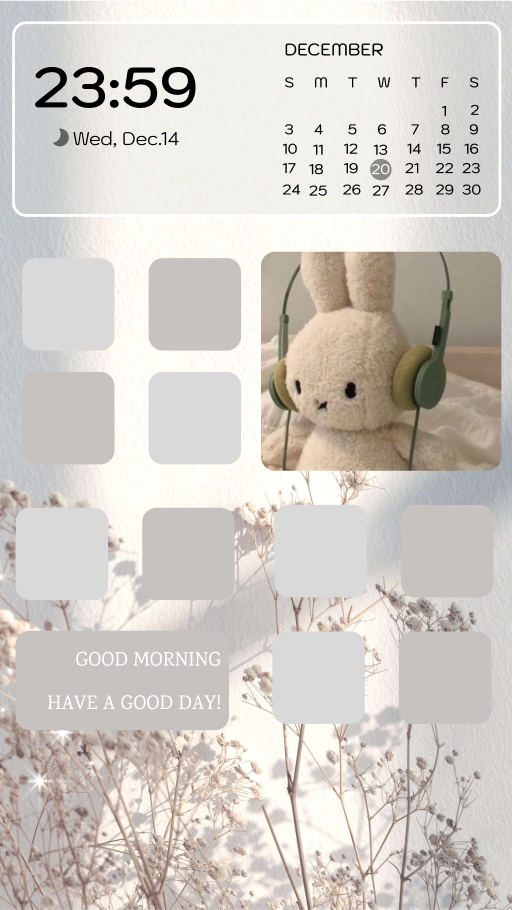 23:59
Wed, Dec.14
DECEMBER
S M T W T F S
1 2
3 4 5 6 7 8 9
10 11 12 13 14 15 16
17 18 19 20 21 22 23
24 25 26 27 28 29 30
GOOD MORNING
HAVE A GOOD DAY!